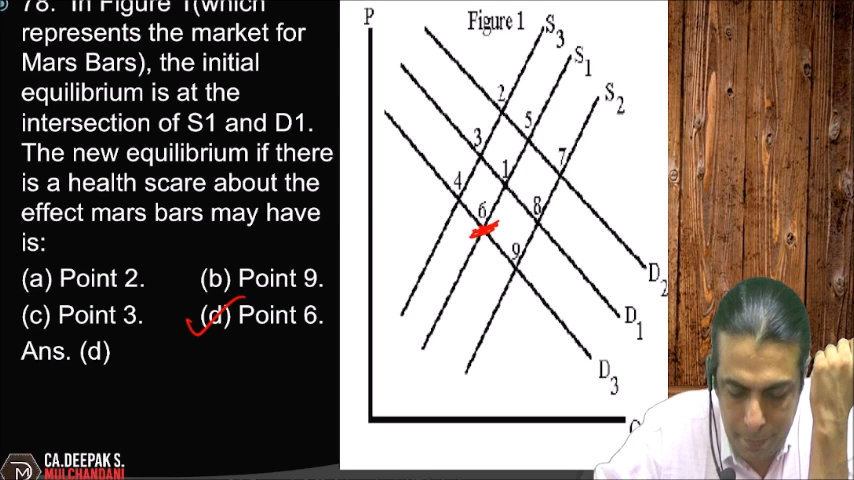 78. In Figure 1(which
represents the market for
Mars Bars), the initial
equilibrium is at the
intersection of S1 and D1.
The new equilibrium if there
is a health scare about the
effect mars bars may have
is:
(a) Point 2. (b) Point 9.
(c) Point 3. (d) Point 6.
Ans. (d)
P
Figure 1
S3
S1
S2
2
5
3
1
7
4
6
8
9
D2
D1
D3
CA.DEEPAK S.
MULCHANDANI